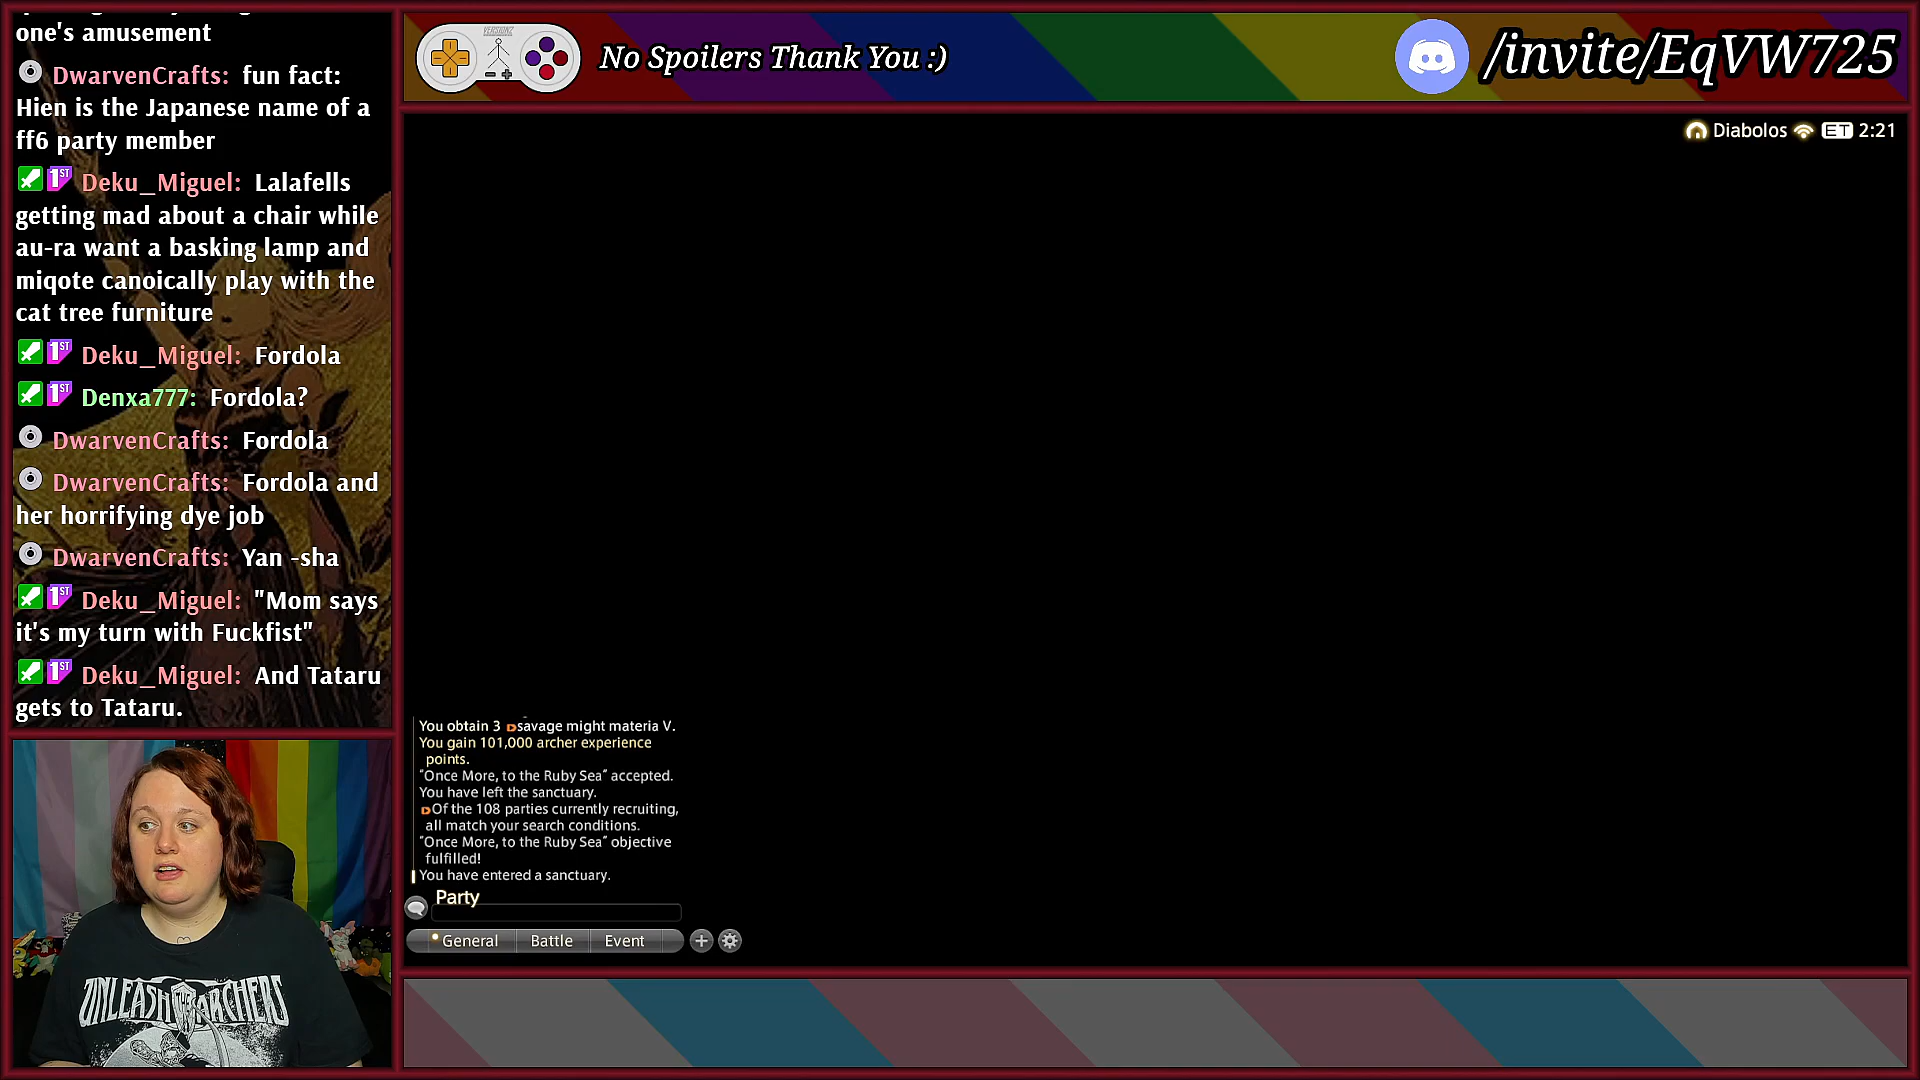 one's amusement
DwarvenCrafts: fun fact:
Hien is the Japanese name of a
ff6 party member
1ST Deku_Miguel: Lalafells
getting mad about a chair while
au-ra want a basking lamp and
miqote canoically play with the
cat tree furniture
1ST Deku_Miguel: Fordola
1ST Denxa777: Fordola?
DwarvenCrafts: Fordola
DwarvenCrafts: Fordola and
her horrifying dye job
DwarvenCrafts: Yan -sha
1ST Deku_Miguel: "Mom says
it's my turn with Fuckfist"
1ST Deku_Miguel: And Tataru
gets to Tataru.
UNLEASH THE ARCHERS
VERSION2
No Spoilers Thank You :)
/invite/EqVW725
Diabolos ET 2:21
You obtain 3 savage might materia V.
You gain 101,000 archer experience
points.
"Once More, to the Ruby Sea" accepted.
You have left the sanctuary.
Of the 108 parties currently recruiting,
all match your search conditions.
"Once More, to the Ruby Sea" objective
fulfilled!
You have entered a sanctuary.
Party
General Battle Event